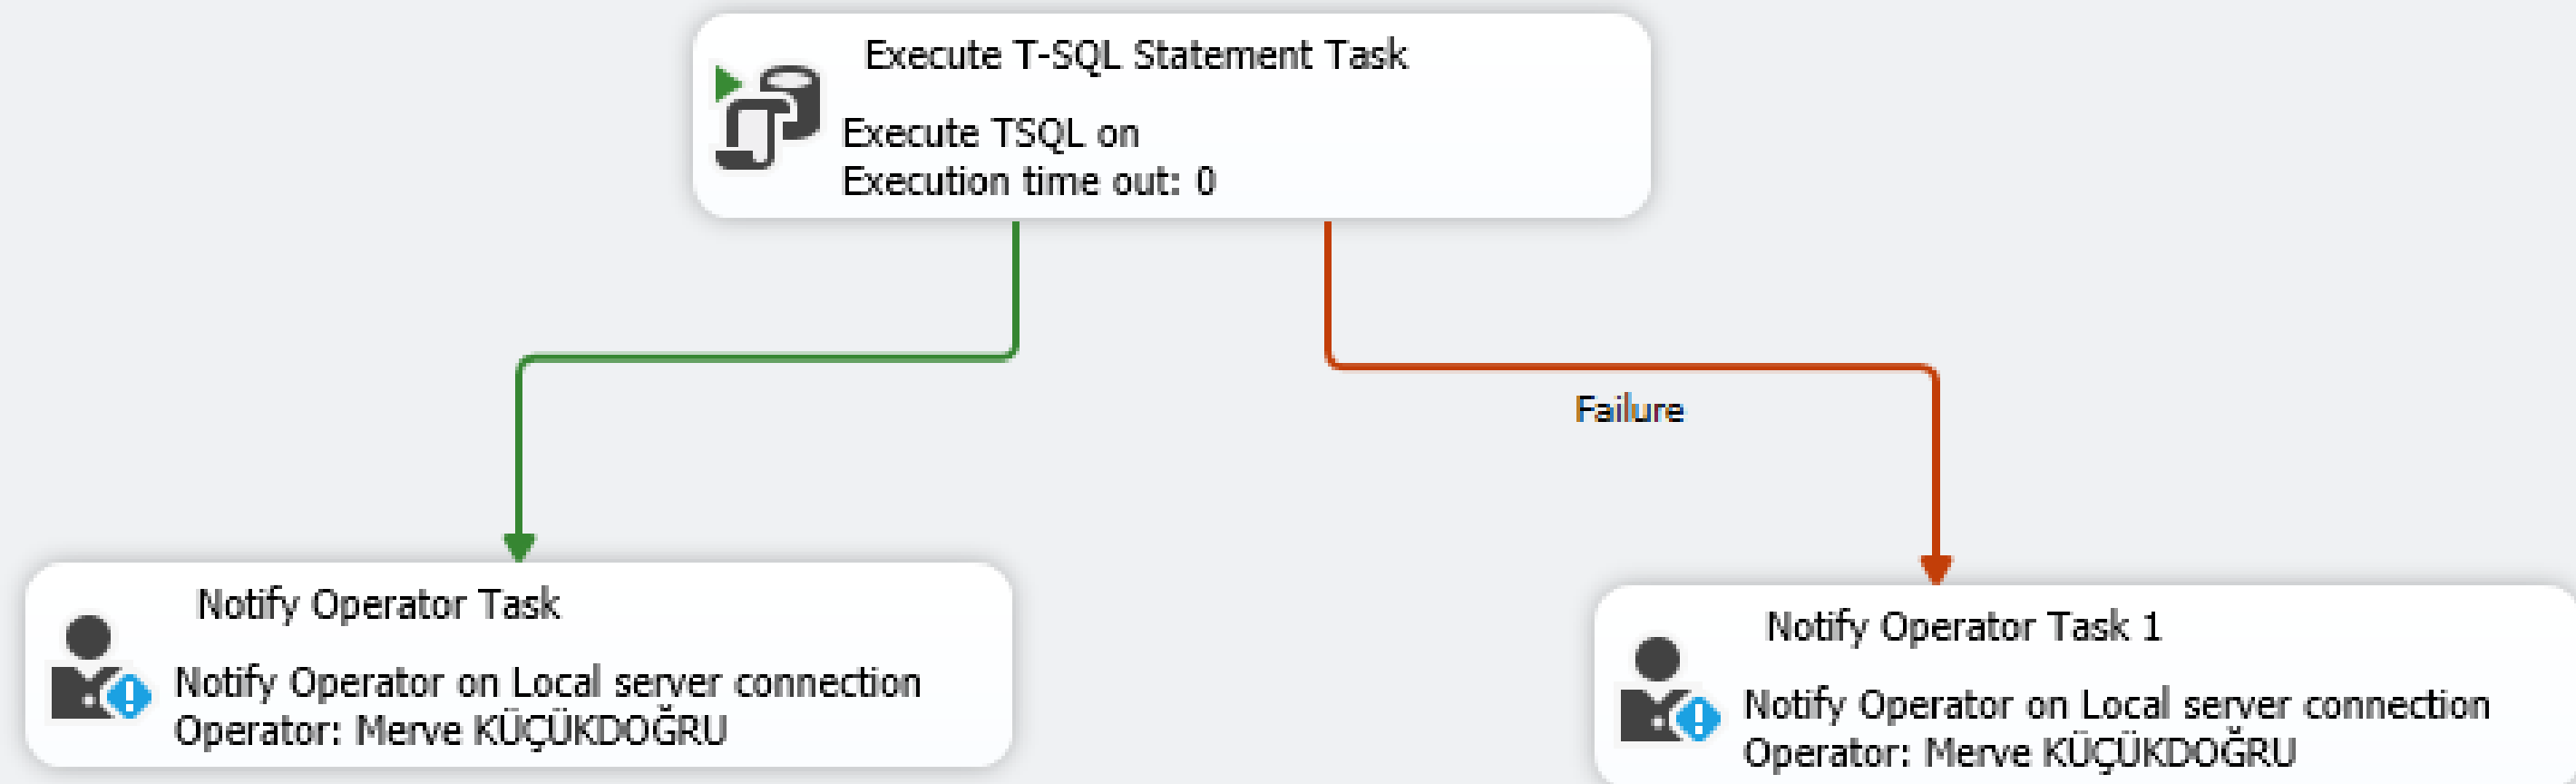 Execute T-SQL Statement Task
Execute TSQL on
Execution time out: 0
Failure
Notify Operator Task
Notify Operator on Local server connection
Operator: Merve KÜÇÜKDOĞRU
Notify Operator Task 1
Notify Operator on Local server connection
Operator: Merve KÜÇÜKDOĞRU